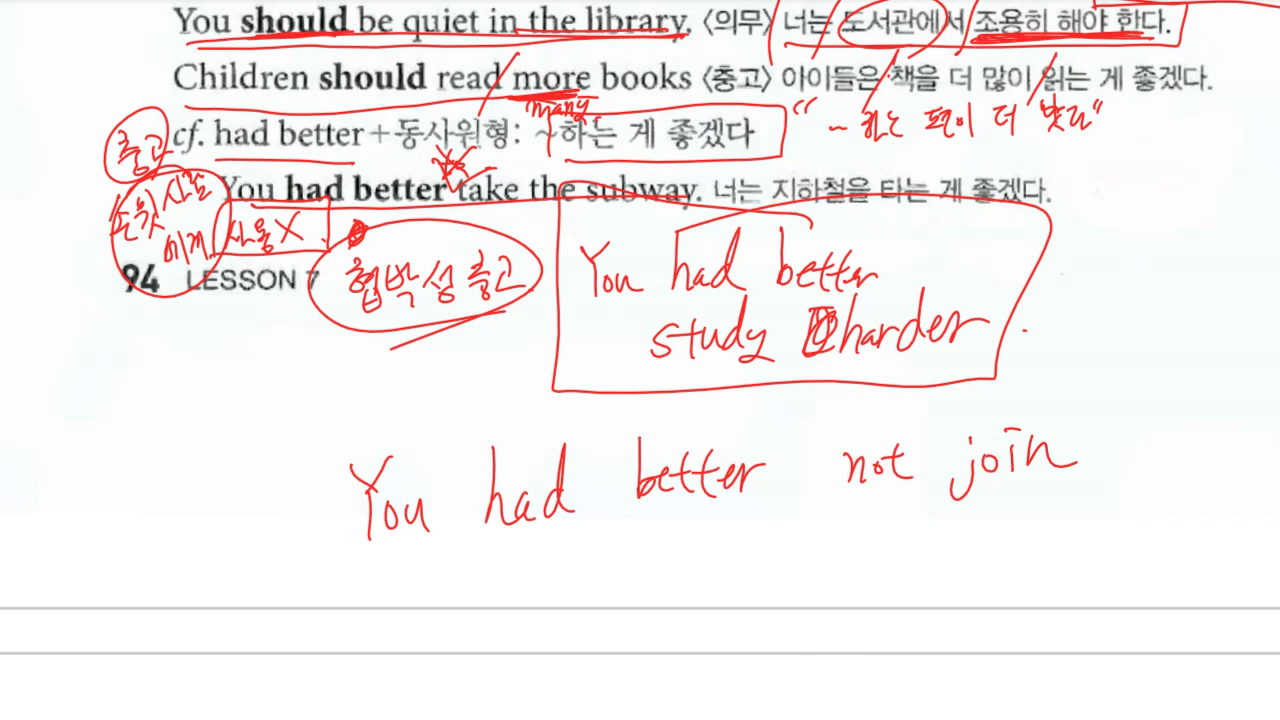 You should be quiet in the library. <의무> 너는 도서관에서 조용히 해야 한다.
Children should read more books <충고> 아이들은 책을 더 많이 읽는 게 좋겠다.
many
"~ 하는 편이 더 낫다"
충고
cf. had better + 동사원형: ~하는 게 좋겠다
You had better take the subway. 너는 지하철을 타는 게 좋겠다.
손윗사람
에게 사용X
협박성 충고
94 LESSON 7
You had better
study harder.
You had better not join